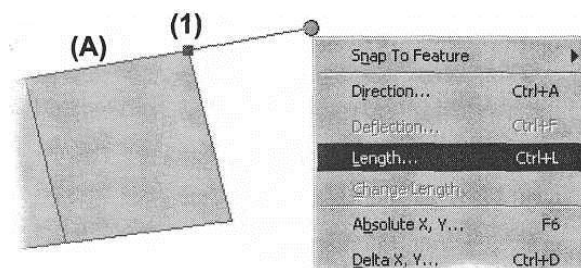 (A)
(1)
Snap To Feature
Direction... Ctrl+A
Deflection... Ctrl+F
Length... Ctrl+L
Change Length
Absolute X, Y... F6
Delta X, Y... Ctrl+D